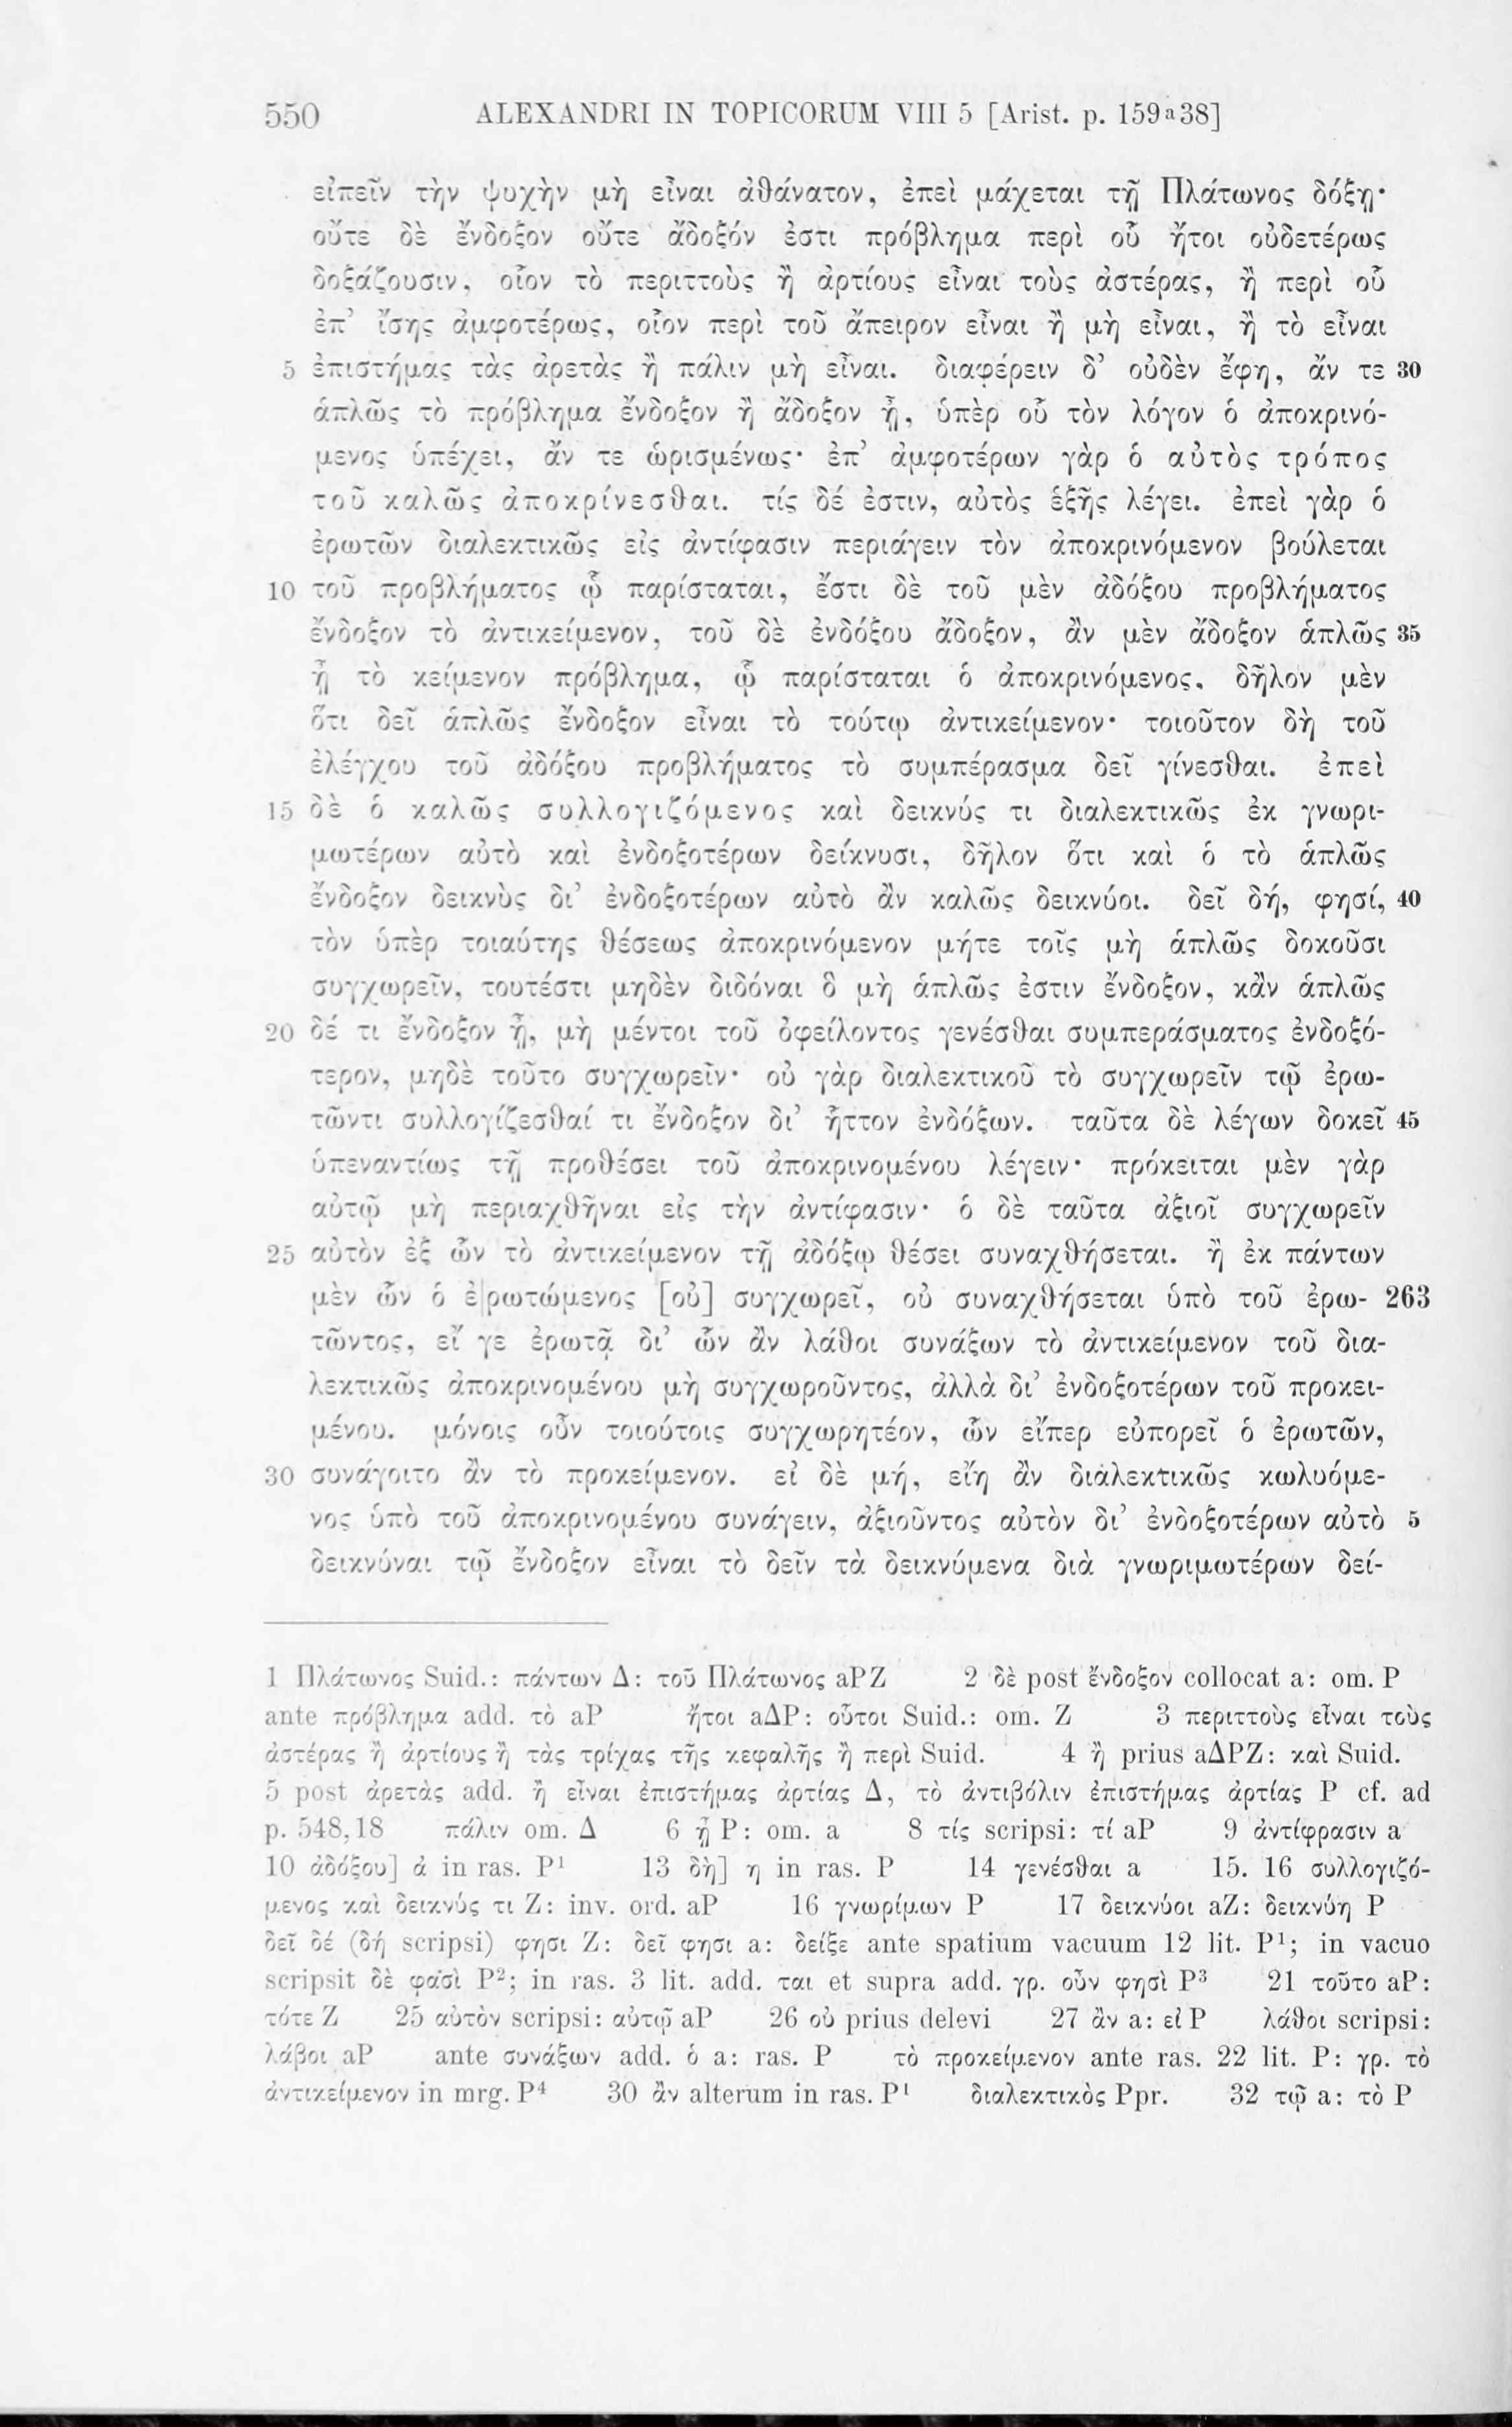 550 ALEXANDRI IN TOPICORUM VIII 5 [Arist. p. 159a38]
εἰπεῖν τὴν ψυχὴν μὴ εἶναι ἀθάνατον, ἐπεὶ μάχεται τῇ Πλάτωνος δόξῃ·
οὔτε δὲ ἔνδοξον οὔτε ἄδοξόν ἐστι πρόβλημα περὶ οὗ ἤτοι οὐδετέρως
δοξάζουσιν, οἷον τὸ περιττοὺς ἢ ἀρτίους εἶναι τοὺς ἀστέρας, ἢ περὶ οὗ
ἐπ’ ἴσης ἀμφοτέρως, οἷον περὶ τοῦ ἄπειρον εἶναι ἢ μὴ εἶναι, ἢ τὸ εἶναι
5 ἐπιστήμας τὰς ἀρετὰς ἢ πάλιν μὴ εἶναι. διαφέρειν δ’ οὐδὲν ἔφη, ἄν τε 30
ἁπλῶς τὸ πρόβλημα ἔνδοξον ἢ ἄδοξον ᾖ, ὑπὲρ οὗ τὸν λόγον ὁ ἀποκρινό-
μενος ὑπέχει, ἄν τε ὡρισμένως· ἐπ’ ἀμφοτέρων γὰρ ὁ αὐτὸς τρόπος
τοῦ καλῶς ἀποκρίνεσθαι. τίς δέ ἐστιν, αὐτὸς ἑξῆς λέγει. ἐπεὶ γὰρ ὁ
ἐρωτῶν διαλεκτικῶς εἰς ἀντίφασιν περιάγειν τὸν ἀποκρινόμενον βούλεται
10 τοῦ προβλήματος ᾧ παρίσταται, ἔστι δὲ τοῦ μὲν ἀδόξου προβλήματος
ἔνδοξον τὸ ἀντικείμενον, τοῦ δὲ ἐνδόξου ἄδοξον, ἂν μὲν ἄδοξον ἁπλῶς 35
ᾖ τὸ κείμενον πρόβλημα, ᾧ παρίσταται ὁ ἀποκρινόμενος, δῆλον μὲν
ὅτι δεῖ ἁπλῶς ἔνδοξον εἶναι τὸ τούτῳ ἀντικείμενον· τοιοῦτον δὴ τοῦ
ἐλέγχου τοῦ ἀδόξου προβλήματος τὸ συμπέρασμα δεῖ γίνεσθαι. ἐπεὶ
15 δὲ ὁ καλῶς συλλογιζόμενος καὶ δεικνύς τι διαλεκτικῶς ἐκ γνωρι-
μωτέρων αὐτὸ καὶ ἐνδοξοτέρων δείκνυσι, δῆλον ὅτι καὶ ὁ τὸ ἁπλῶς
ἔνδοξον δεικνὺς δι’ ἐνδοξοτέρων αὐτὸ ἂν καλῶς δεικνύοι. δεῖ δή, φησί, 40
τὸν ὑπὲρ τοιαύτης θέσεως ἀποκρινόμενον μήτε τοῖς μὴ ἁπλῶς δοκοῦσι
συγχωρεῖν, τουτέστι μηδὲν διδόναι ὃ μὴ ἁπλῶς ἐστιν ἔνδοξον, κἂν ἁπλῶς
20 δέ τι ἔνδοξον ᾖ, μὴ μέντοι τοῦ ὀφείλοντος γενέσθαι συμπεράσματος ἐνδοξό-
τερον, μηδὲ τοῦτο συγχωρεῖν· οὐ γὰρ διαλεκτικοῦ τὸ συγχωρεῖν τῷ ἐρω-
τῶντι συλλογίζεσθαί τι ἔνδοξον δι’ ἧττον ἐνδόξων. ταῦτα δὲ λέγων δοκεῖ 45
ὑπεναντίως τῇ προθέσει τοῦ ἀποκρινομένου λέγειν· πρόκειται μὲν γὰρ
αὐτῷ μὴ περιαχθῆναι εἰς τὴν ἀντίφασιν· ὁ δὲ ταῦτα ἀξιοῖ συγχωρεῖν
25 αὐτὸν ἐξ ὧν τὸ ἀντικείμενον τῇ ἀδόξῳ θέσει συναχθήσεται. ἢ ἐκ πάντων
μὲν ὧν ὁ ἐ|ρωτώμενος [οὐ] συγχωρεῖ, οὐ συναχθήσεται ὑπὸ τοῦ ἐρω- 263
τῶντος, εἴ γε ἐρωτᾷ δι’ ὧν ἂν λάθοι συνάξων τὸ ἀντικείμενον τοῦ δια-
λεκτικῶς ἀποκρινομένου μὴ συγχωροῦντος, ἀλλὰ δι’ ἐνδοξοτέρων τοῦ προκει-
μένου. μόνοις οὖν τοιούτοις συγχωρητέον, ὧν εἴπερ εὐπορεῖ ὁ ἐρωτῶν,
30 συνάγοιτο ἂν τὸ προκείμενον. εἰ δὲ μή, εἴη ἂν διαλεκτικῶς κωλυόμε-
νος ὑπὸ τοῦ ἀποκρινομένου συνάγειν, ἀξιοῦντος αὐτὸν δι’ ἐνδοξοτέρων αὐτὸ 5
δεικνύναι τῷ ἔνδοξον εἶναι τὸ δεῖν τὰ δεικνύμενα διὰ γνωριμωτέρων δεί-
1 Πλάτωνος Suid.: πάντων Δ: τοῦ Πλάτωνος aPZ 2 δὲ post ἔνδοξον collocat a: om. P
ante πρόβλημα add. τὸ aP ἤτοι aΔP: οὗτοι Suid.: om. Z 3 περιττοὺς εἶναι τοὺς
ἀστέρας ἢ ἀρτίους ἢ τὰς τρίχας τῆς κεφαλῆς ἢ περὶ Suid. 4 ἢ prius aΔPZ: καὶ Suid.
5 post ἀρετὰς add. ἢ εἶναι ἐπιστήμας ἀρτίας Δ, τὸ ἀντιβόλιν ἐπιστήμας ἀρτίας P cf. ad
p. 548,18 πάλιν om. Δ 6 ᾖ P: om. a 8 τίς scripsi: τί aP 9 ἀντίφρασιν a
10 ἀδόξου] ἀ in ras. P¹ 13 δὴ] η in ras. P 14 γενέσθαι a 15. 16 συλλογιζό-
μενος καὶ δεικνύς τι Z: inv. ord. aP 16 γνωρίμων P 17 δεικνύοι aZ: δεικνύη P
δεῖ δέ (δή scripsi) φησι Z: δεῖ φησι a: δείξε ante spatium vacuum 12 lit. P¹; in vacuo
scripsit δὲ φασὶ P²; in ras. 3 lit. add. ται et supra add. γρ. οὖν φησὶ P³ 21 τοῦτο aP:
τότε Z 25 αὐτὸν scripsi: αὐτῷ aP 26 οὐ prius delevi 27 ἂν a: εἰ P λάθοι scripsi:
λάβοι aP ante συνάξων add. ὁ a: ras. P τὸ προκείμενον ante ras. 22 lit. P: γρ. τὸ
ἀντικείμενον in mrg. P⁴ 30 ἂν alterum in ras. P¹ διαλεκτικὸς Ppr. 32 τῷ a: τὸ P